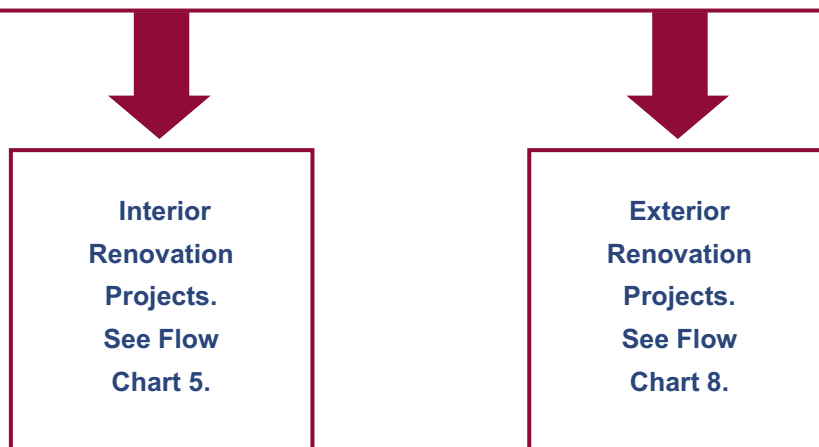 Interior
Renovation
Projects.
See Flow
Chart 5.
Exterior
Renovation
Projects.
See Flow
Chart 8.